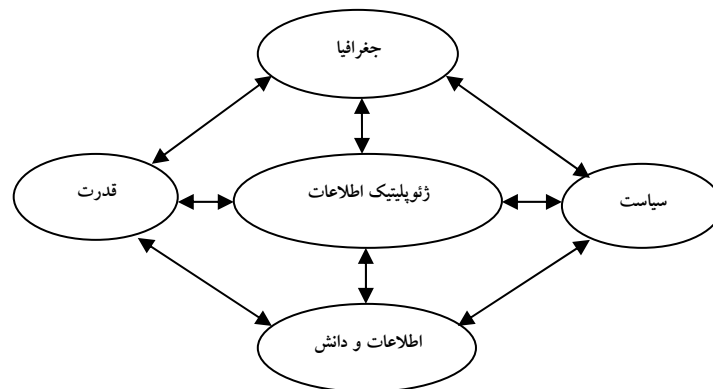 جغرافیا
سیاست
ژئوپلیتیک اطلاعات
قدرت
اطلاعات و دانش